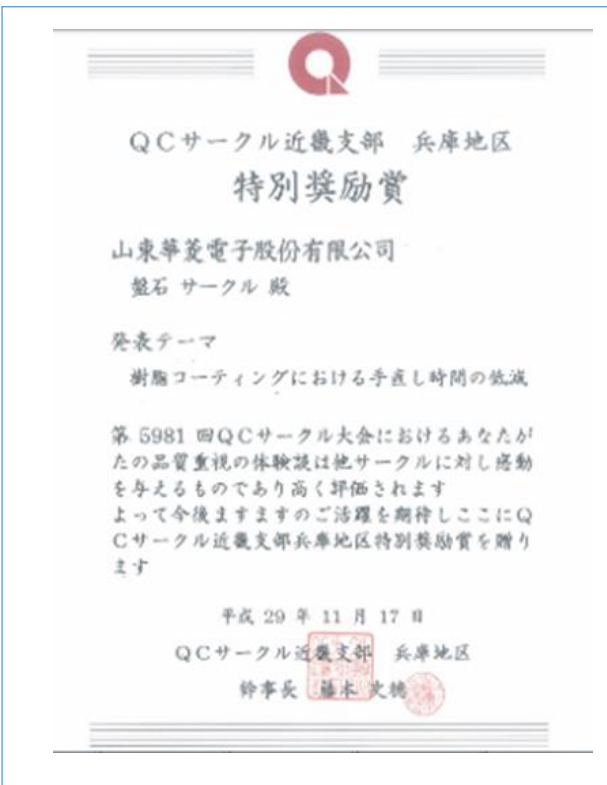 QCサークル近畿支部 兵庫地区
特別奨励賞
山東華菱電子股份有限公司
盤石 サークル 殿
発表テーマ
樹脂コーティングにおける手直し時間の低減
第 5981 回QCサークル大会におけるあなたが
たの品質重視の体験談は他サークルに対し感動
を与えるものであり高く評価されます
よって今後ますますのご活躍を期待しここにQ
Cサークル近畿支部兵庫地区特別奨励賞を贈り
ます
平成 29 年 11 月 17 日
QCサークル近畿支部 兵庫地区
幹事長 藤本